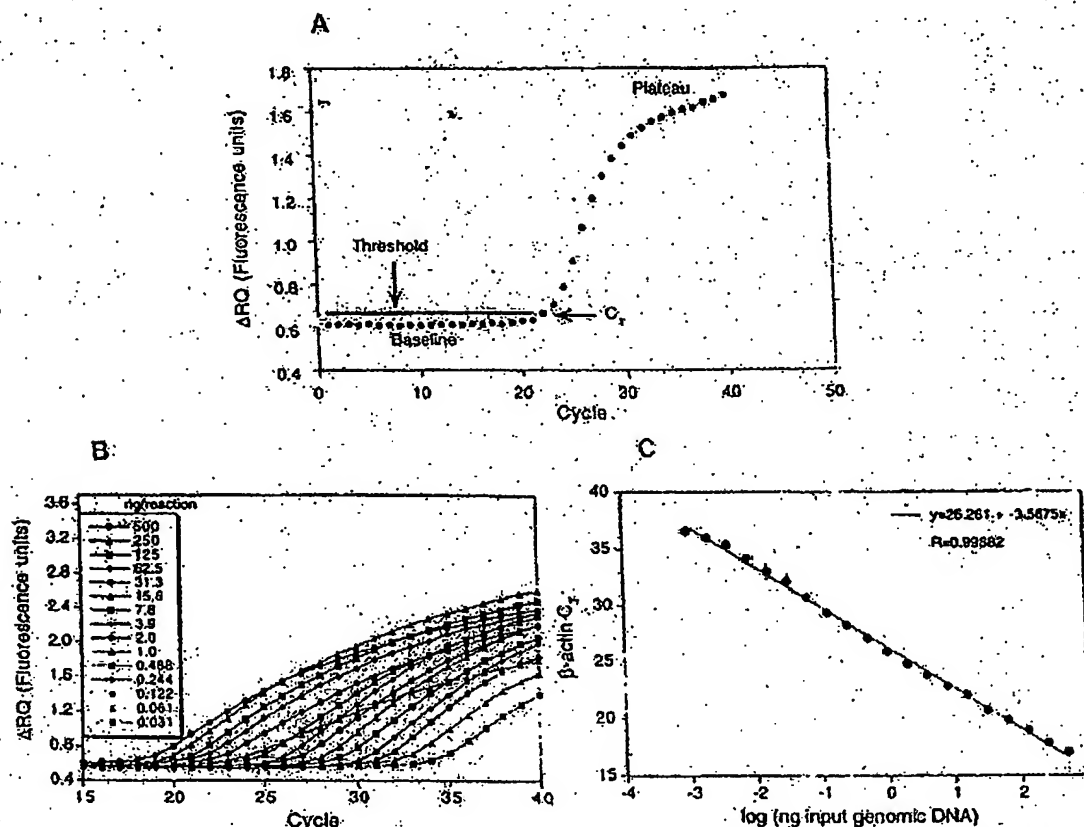 A
1.8
1.6
1.4
1.2
1.0
0.8
0.6
0.4
ΔRQ (Fluorescence units)
Plateau
Threshold
Baseline
C_T
0 10 20 30 40 50
Cycle
B
3.6
3.2
2.8
2.4
2.0
1.6
1.2
0.8
0.4
ΔRQ (Fluorescence units)
ng/reaction
500
250
125
62.5
31.3
15.6
7.8
3.9
2.0
1.0
0.488
0.244
0.122
0.061
0.031
15 20 25 30 35 40
Cycle
C
40
35
30
25
20
15
β-actin C_T
y=26.261 + -3.5675x
R=0.99882
-4 -3 -2 -1 0 1 2
log (ng input genomic DNA)